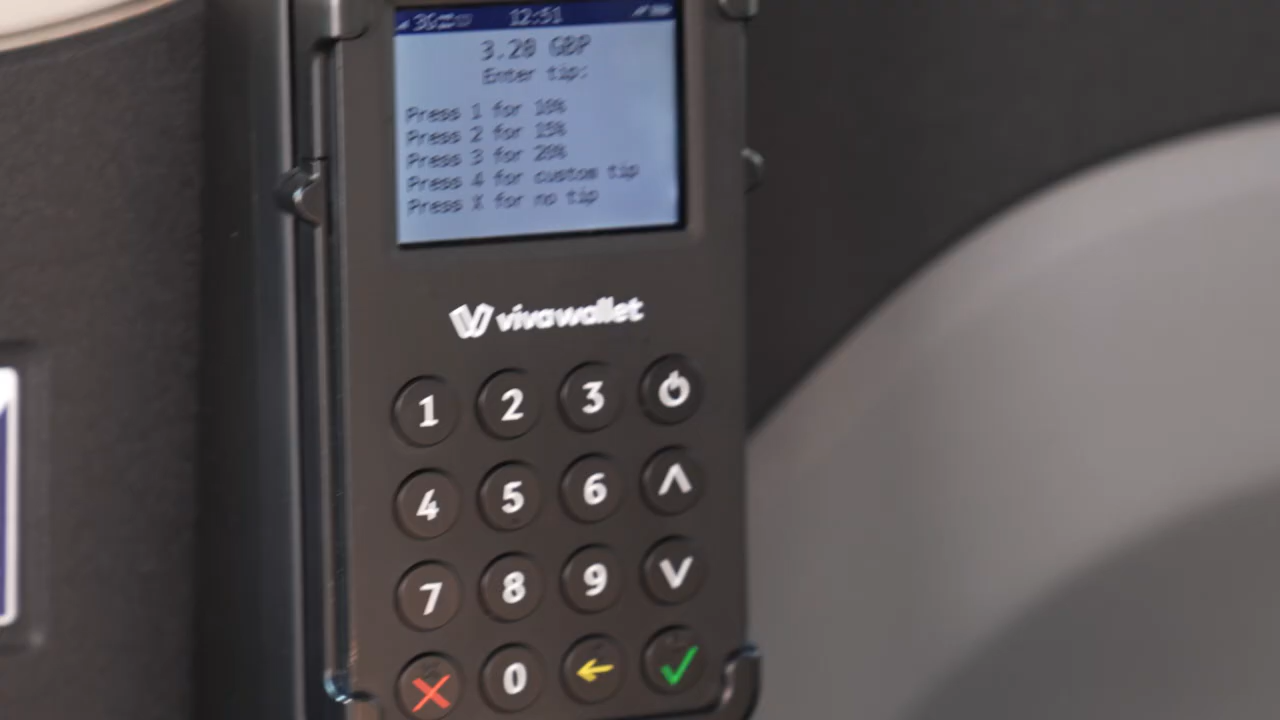 3G 12:51
3.20 GBP
Enter tip:
Press 1 for 10%
Press 2 for 15%
Press 3 for 20%
Press 4 for custom tip
Press X for no tip
vivawallet
1 2 3
4 5 6
7 8 9
0